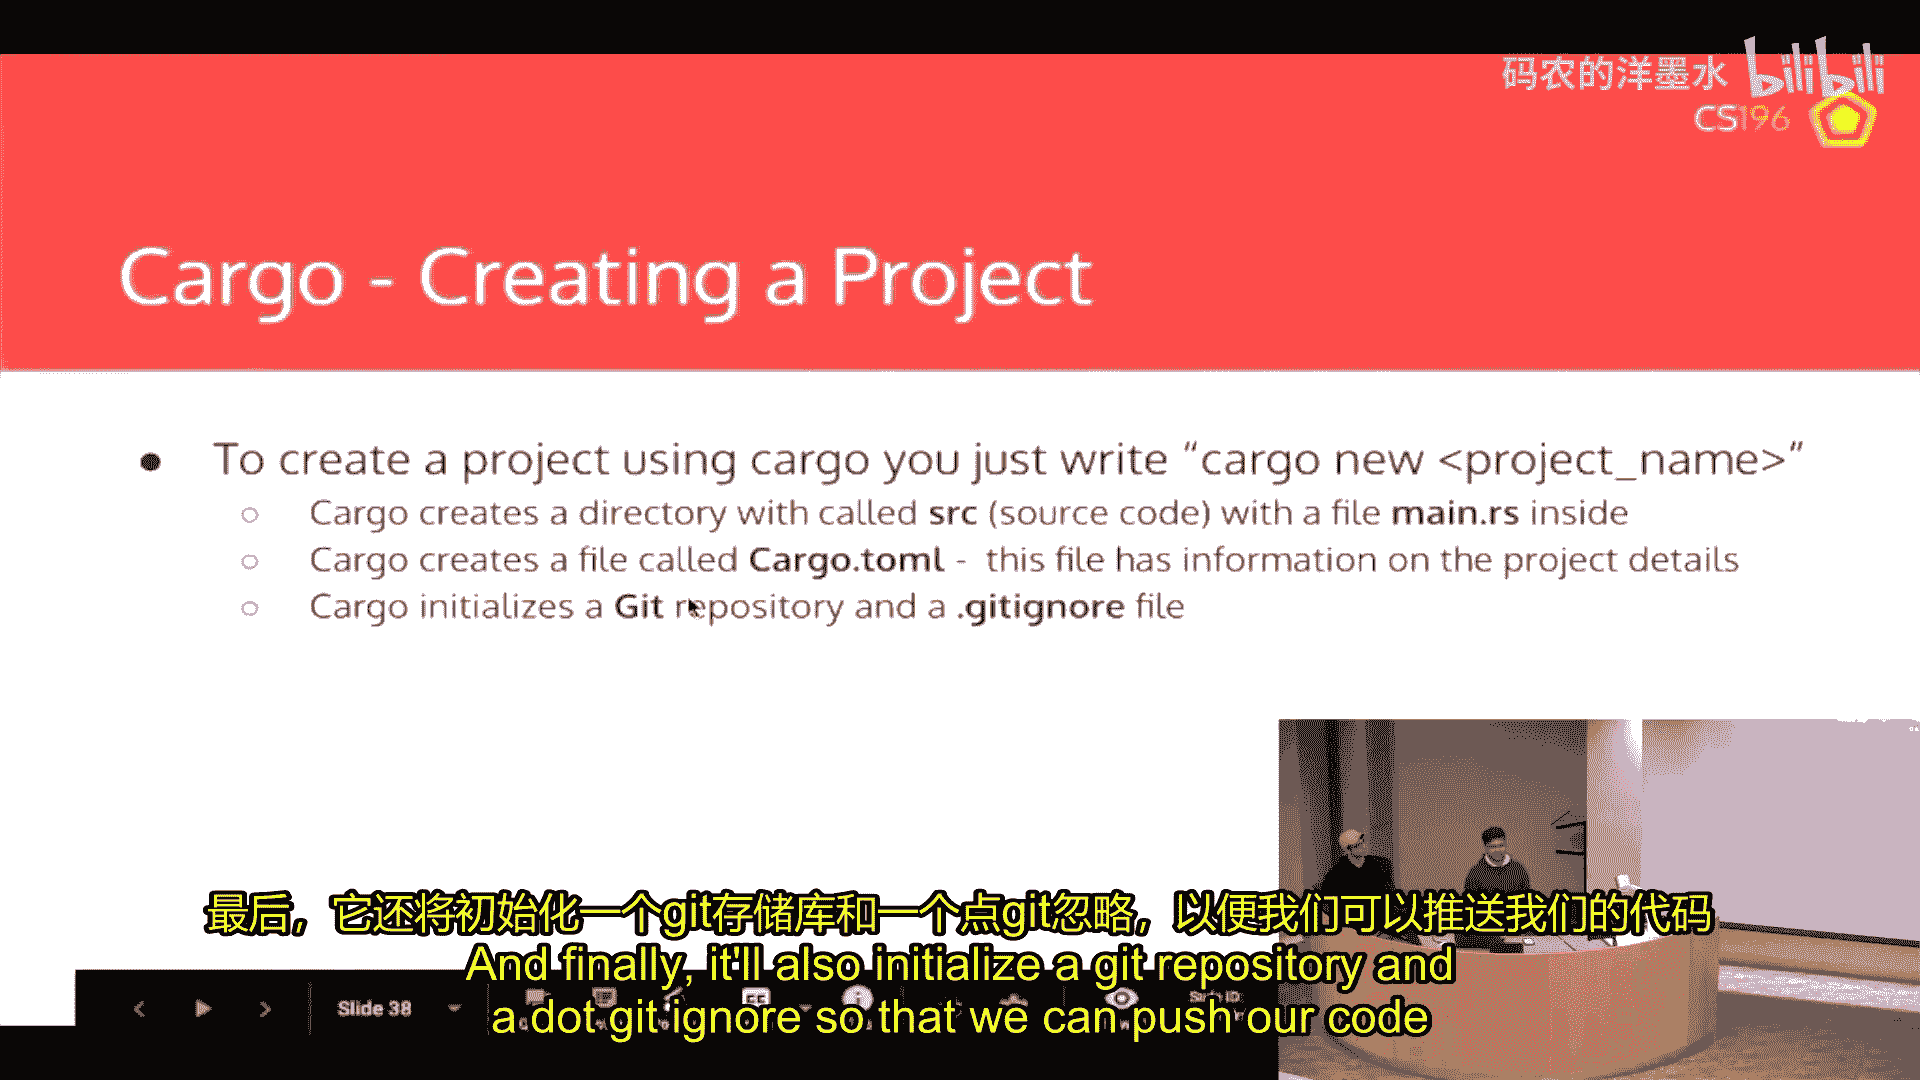 码农的洋墨水 bilibili
CS196
Cargo - Creating a Project
● To create a project using cargo you just write “cargo new <project_name>”
○ Cargo creates a directory with called src (source code) with a file main.rs inside
○ Cargo creates a file called Cargo.toml - this file has information on the project details
○ Cargo initializes a Git repository and a .gitignore file
最后，它还将初始化一个git存储库和一个点git忽略，以便我们可以推送我们的代码
And finally, it'll also initialize a git repository and
a dot git ignore so that we can push our code
Slide 38